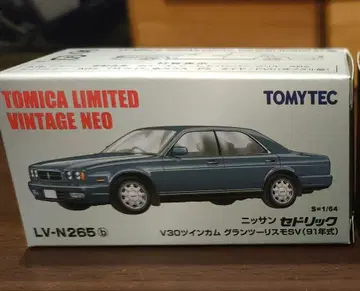 TOMICA LIMITED
VINTAGE NEO
TOMYTEC
S=1/64
LV-N265 b
ニッサン セドリック
V30ツインカム グランツーリスモSV(91年式)